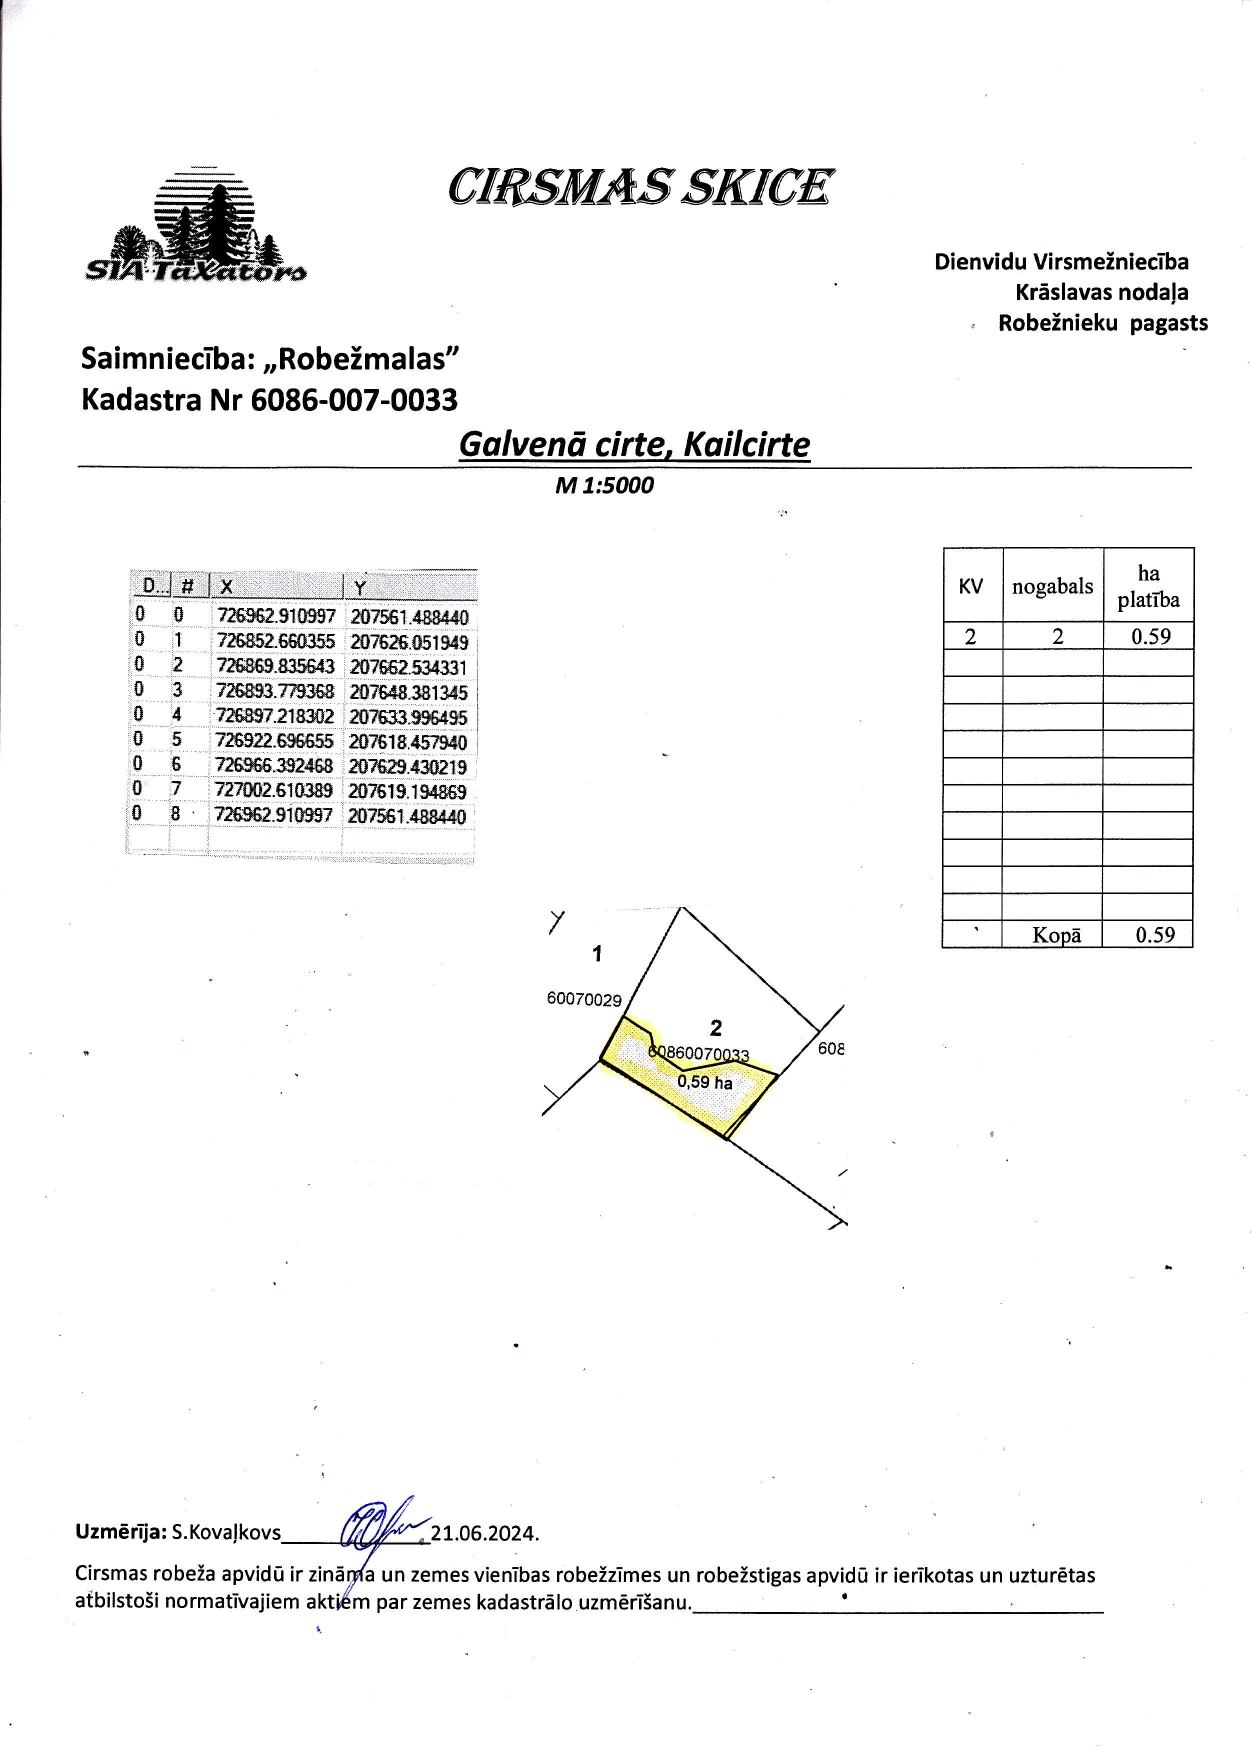 CIRSMAS SKICE
SIA Taxators
Dienvidu Virsmežniecība
Krāslavas nodaļa
Robežnieku pagasts
Saimniecība: „Robežmalas”
Kadastra Nr 6086-007-0033
Galvenā cirte, Kailcirte
M 1:5000
D... # X Y
0 0 726962.910997 207561.488440
0 1 726852.660355 207626.051949
0 2 726869.835643 207662.534331
0 3 726893.779368 207648.381345
0 4 726897.218302 207633.996495
0 5 726922.696655 207618.457940
0 6 726966.392468 207629.430219
0 7 727002.610389 207619.194869
0 8 726962.910997 207561.488440
KV nogabals ha platība
2 2 0.59
Kopā 0.59
1
60070029
2
60860070033
608
0,59 ha
Uzmērīja: S.Kovaļkovs 21.06.2024.
Cirsmas robeža apvidū ir zināma un zemes vienības robežzīmes un robežstigas apvidū ir ierīkotas un uzturētas
atbilstoši normatīvajiem aktiem par zemes kadastrālo uzmērīšanu.